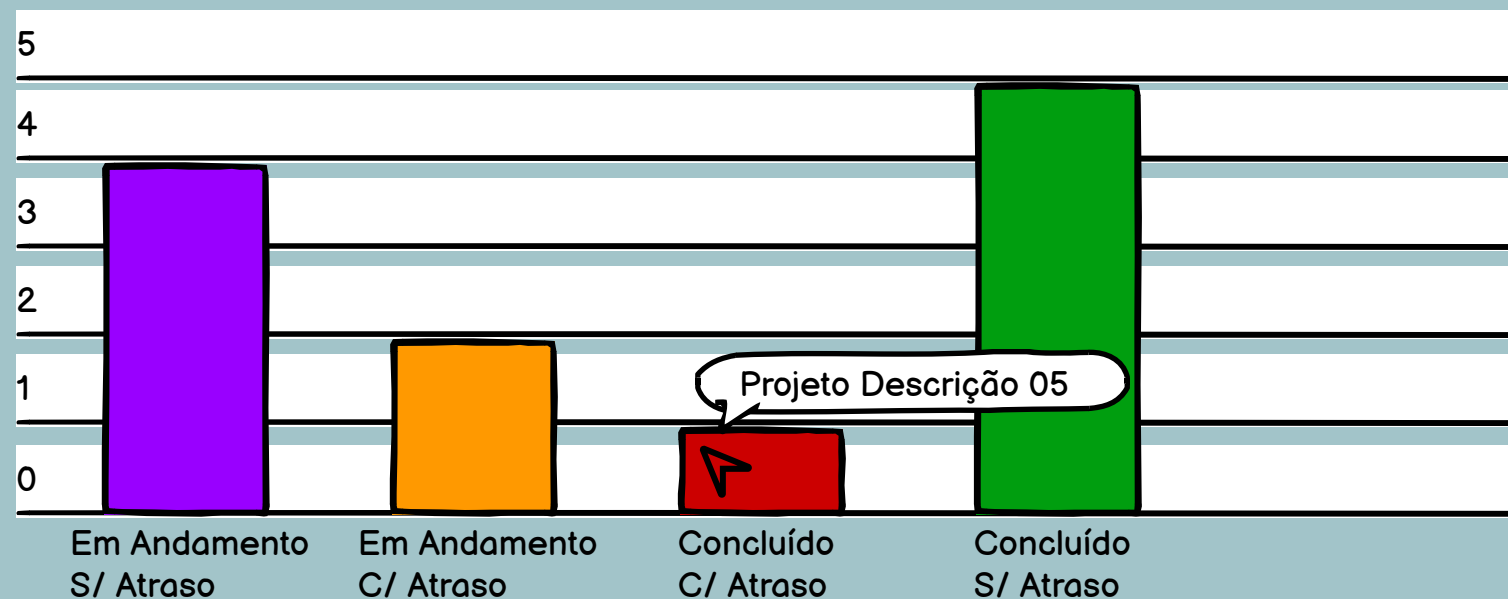 5
4
3
2
1
Projeto Descrição 05
0
Em Andamento
S/ Atraso
Em Andamento
C/ Atraso
Concluído
C/ Atraso
Concluído
S/ Atraso